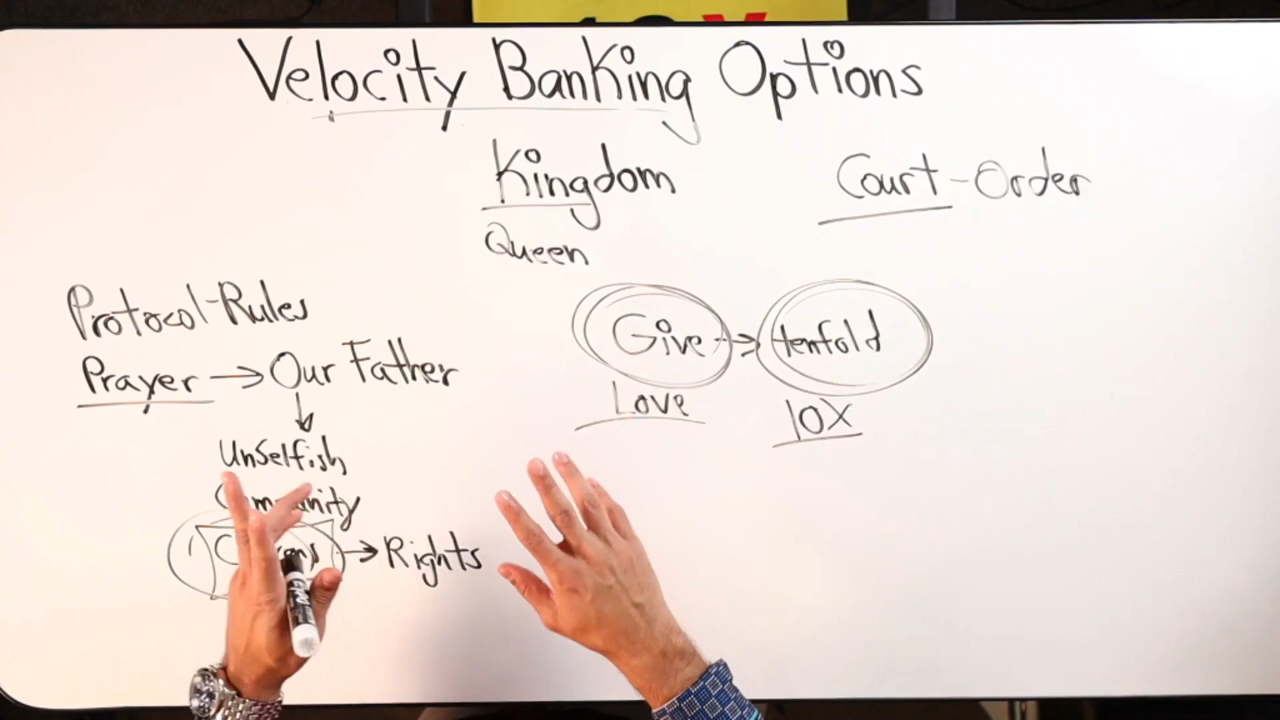 Velocity Banking Options
Kingdom
Court-Order
Queen
Protocol-Rules
Prayer → Our Father
Give → tenfold
Love
10X
Unselfish
→ Rights